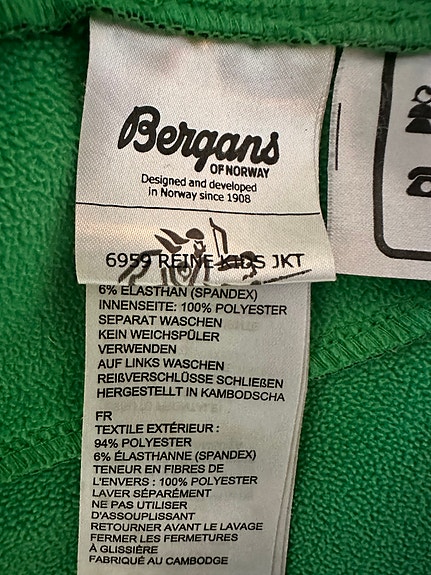 Bergans
OF NORWAY
Designed and developed
in Norway since 1908
6959 REINE KIDS JKT
6% ELASTHAN (SPANDEX)
INNENSEITE: 100% POLYESTER
SEPARAT WASCHEN
KEIN WEICHSPÜLER
VERWENDEN
AUF LINKS WASCHEN
REIẞVERSCHLÜSSE SCHLIEẞEN
HERGESTELLT IN KAMBODSCHA
FR
TEXTILE EXTÉRIEUR :
94% POLYESTER
6% ÉLASTHANNE (SPANDEX)
TENEUR EN FIBRES DE
L'ENVERS : 100% POLYESTER
LAVER SÉPARÉMENT
NE PAS UTILISER
D'ASSOUPLISSANT
RETOURNER AVANT LE LAVAGE
FERMER LES FERMETURES
À GLISSIÈRE
FABRIQUÉ AU CAMBODGE